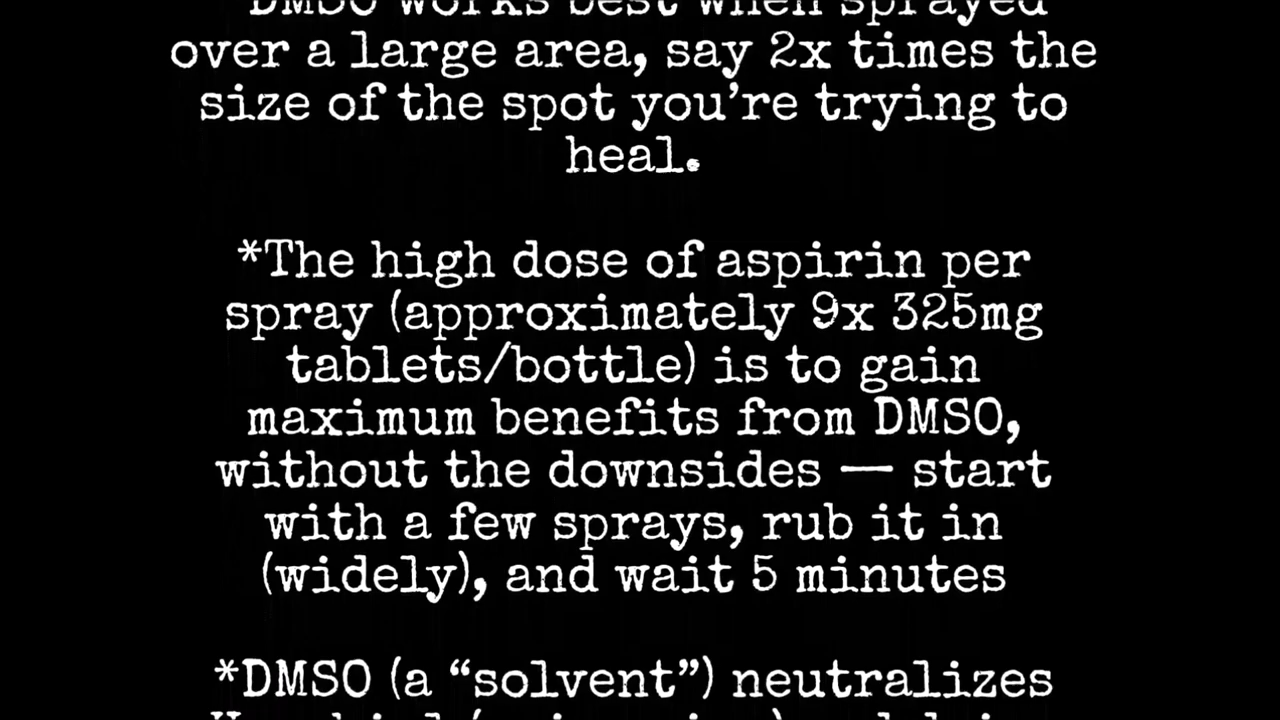 DMSO works best when sprayed
over a large area, say 2x times the
size of the spot you're trying to
heal.
*The high dose of aspirin per
spray (approximately 9x 325mg
tablets/bottle) is to gain
maximum benefits from DMSO,
without the downsides — start
with a few sprays, rub it in
(widely), and wait 5 minutes
*DMSO (a “solvent”) neutralizes